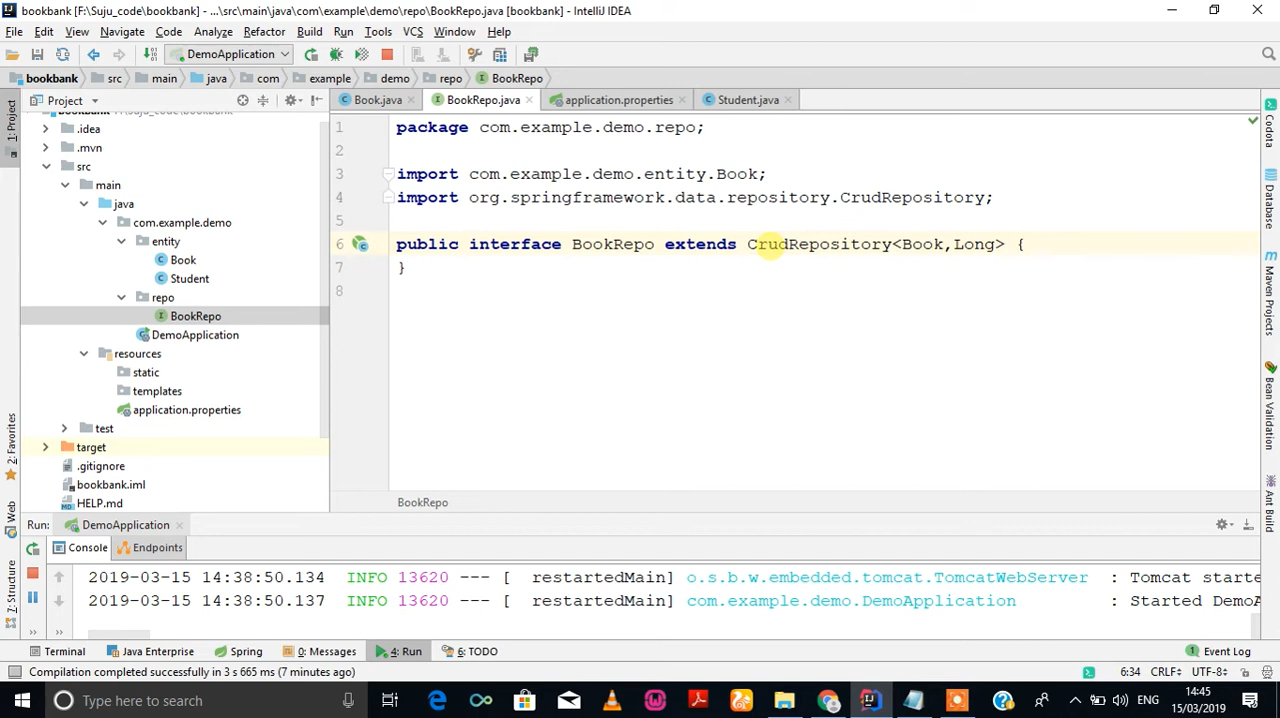 bookbank [F:\Suju_code\bookbank] - ...\src\main\java\com\example\demo\repo\BookRepo.java [bookbank] - IntelliJ IDEA
File Edit View Navigate Code Analyze Refactor Build Run Tools VCS Window Help
DemoApplication
bookbank src main java com example demo repo BookRepo
1: Project
Project
Book.java BookRepo.java application.properties Student.java
bookbank F:\Suju_code\bookbank
.idea
.mvn
src
main
java
com.example.demo
entity
Book
Student
repo
BookRepo
DemoApplication
resources
static
templates
application.properties
test
target
.gitignore
bookbank.iml
HELP.md
1 package com.example.demo.repo;
2
3 import com.example.demo.entity.Book;
4 import org.springframework.data.repository.CrudRepository;
5
6 public interface BookRepo extends CrudRepository<Book,Long> {
7 }
8
BookRepo
Codota
Database
Maven Projects
Bean Validation
Ant Build
2: Favorites
Web
7: Structure
Run: DemoApplication
Console Endpoints
2019-03-15 14:38:50.134 INFO 13620 --- [ restartedMain] o.s.b.w.embedded.tomcat.TomcatWebServer : Tomcat starte
2019-03-15 14:38:50.137 INFO 13620 --- [ restartedMain] com.example.demo.DemoApplication : Started DemoA
Terminal Java Enterprise Spring 0: Messages 4: Run 6: TODO Event Log
Compilation completed successfully in 3 s 665 ms (7 minutes ago) 6:34 CRLF UTF-8
Type here to search
ENG
14:45
15/03/2019